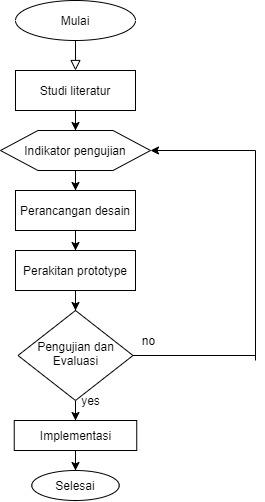 Mulai
Studi literatur
Indikator pengujian
Perancangan desain
Perakitan prototype
Pengujian dan
Evaluasi
no
yes
Implementasi
Selesai